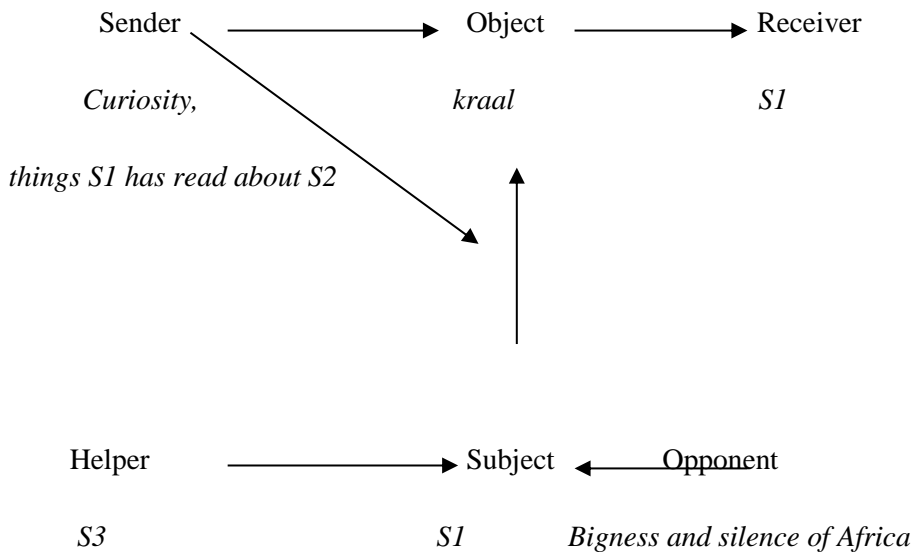 Sender Object Receiver
Curiosity, kraal S1
things S1 has read about S2
Helper Subject Opponent
S3 S1 Bigness and silence of Africa